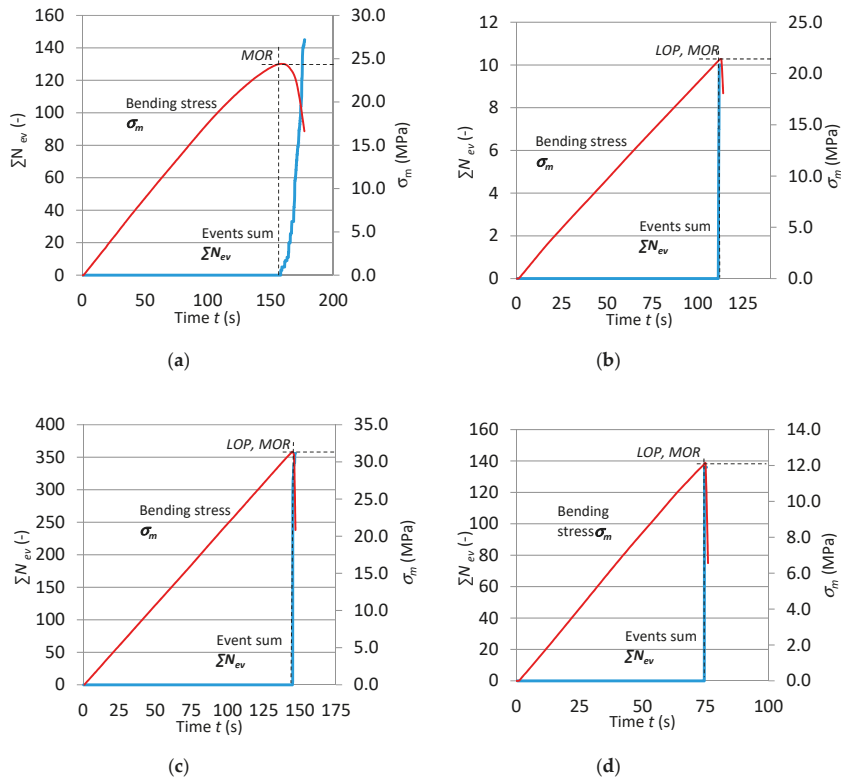 160
140
120
100
80
60
40
20
0
ΣN ev (-)
30.0
25.0
20.0
15.0
10.0
5.0
0.0
σm (MPa)
MOR
Bending stress
σm
Events sum
ΣNev
0 50 100 150 200
Time t (s)
(a)
12
10
8
6
4
2
0
ΣN ev (-)
25.0
20.0
15.0
10.0
5.0
0.0
σm (MPa)
LOP, MOR
Bending stress
σm
Events sum
ΣNev
0 25 50 75 100 125
Time t (s)
(b)
400
350
300
250
200
150
100
50
0
ΣN ev (-)
35.0
30.0
25.0
20.0
15.0
10.0
5.0
0.0
σm (MPa)
LOP, MOR
Bending stress
σm
Event sum
ΣNev
0 25 50 75 100 125 150 175
Time t (s)
(c)
160
140
120
100
80
60
40
20
0
ΣN ev (-)
14.0
12.0
10.0
8.0
6.0
4.0
2.0
0.0
σm (MPa)
LOP, MOR
Bending
stress σm
Events sum
ΣNev
0 25 50 75 100
Time t (s)
(d)